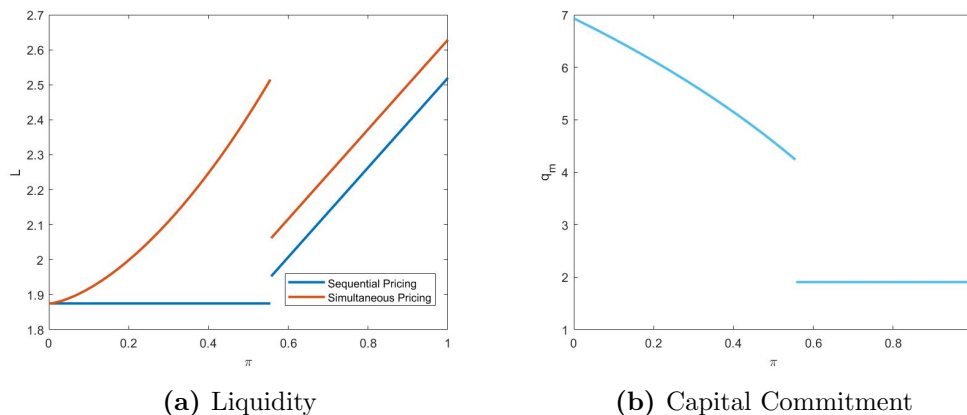 2.7
2.6
2.5
2.4
2.3
2.2
2.1
2
1.9
1.8
L
0 0.2 0.4 0.6 0.8 1
π
Sequential Pricing
Simultaneous Pricing
(a) Liquidity
7
6
5
4
3
2
1
q_m
0 0.2 0.4 0.6 0.8
π
(b) Capital Commitment